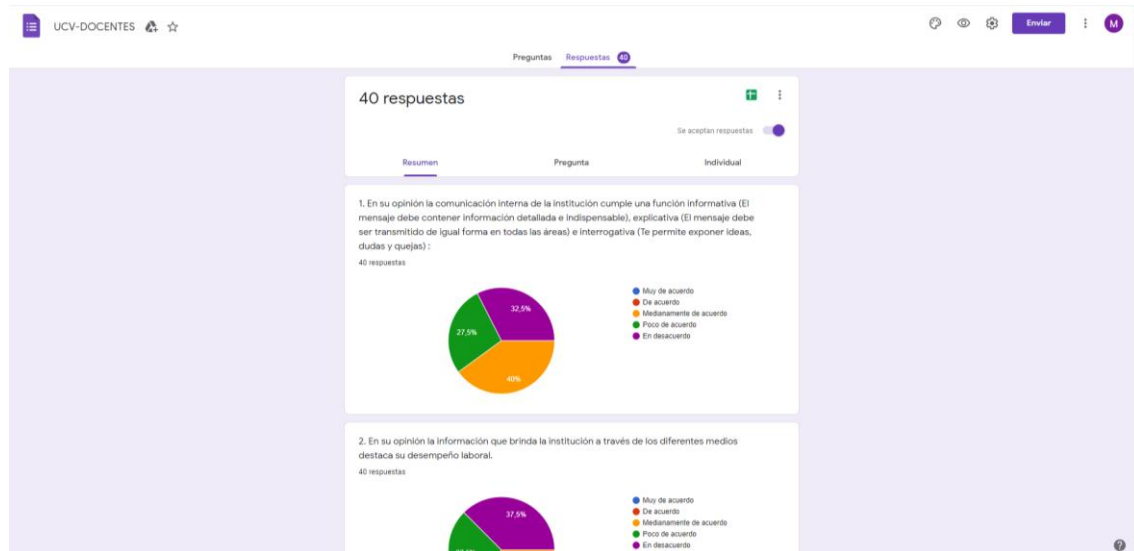 UCV-DOCENTES
Enviar
M
Preguntas Respuestas 40
40 respuestas
Se aceptan respuestas
Resumen Pregunta Individual
1. En su opinión la comunicación interna de la institución cumple una función informativa (El
mensaje debe contener información detallada e indispensable), explicativa (El mensaje debe
ser transmitido de igual forma en todas las áreas) e interrogativa (Te permite exponer ideas,
dudas y quejas) :
40 respuestas
32,5%
27,5%
40%
Muy de acuerdo
De acuerdo
Medianamente de acuerdo
Poco de acuerdo
En desacuerdo
2. En su opinión la información que brinda la institución a través de los diferentes medios
destaca su desempeño laboral.
40 respuestas
37,5%
Muy de acuerdo
De acuerdo
Medianamente de acuerdo
Poco de acuerdo
En desacuerdo